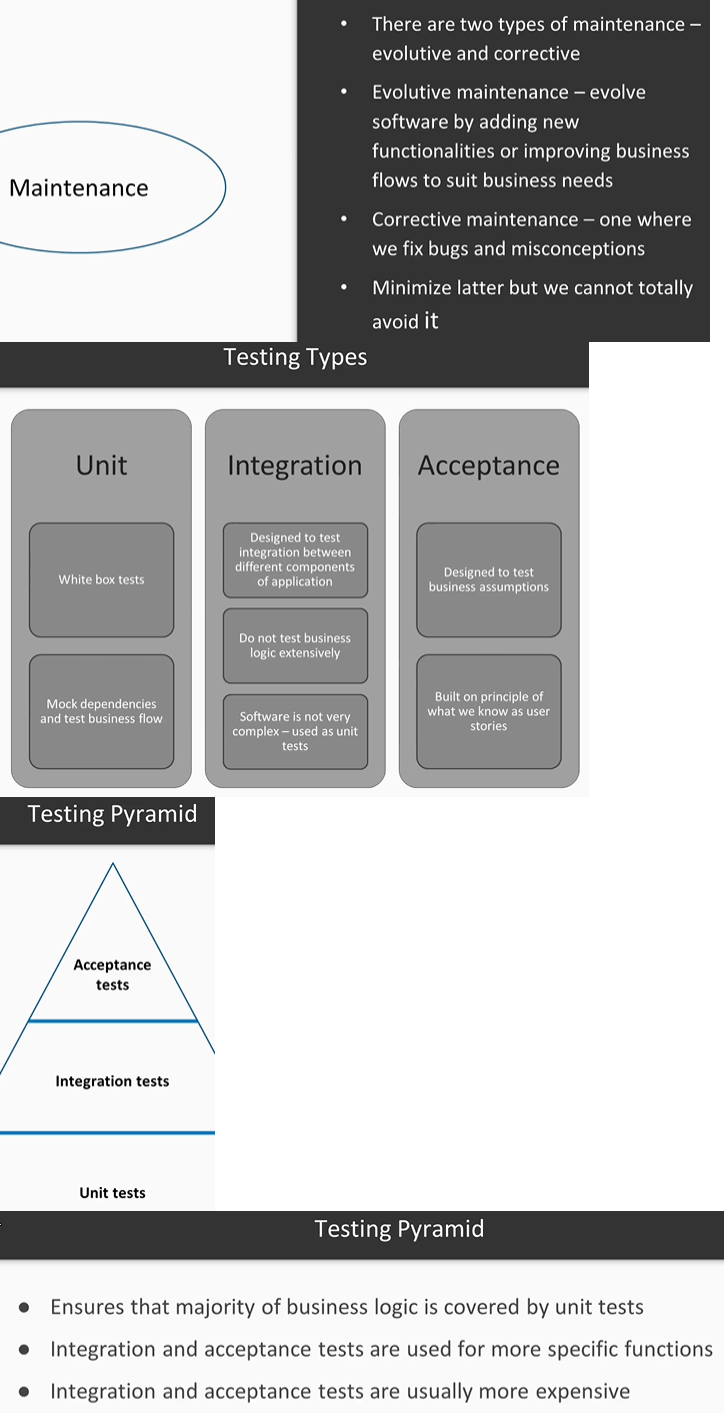 Maintenance
• There are two types of maintenance –
evolutive and corrective
• Evolutive maintenance – evolve
software by adding new
functionalities or improving business
flows to suit business needs
• Corrective maintenance – one where
we fix bugs and misconceptions
• Minimize latter but we cannot totally
avoid it
Testing Types
Unit
White box tests
Mock dependencies
and test business flow
Integration
Designed to test
integration between
different components
of application
Do not test business
logic extensively
Software is not very
complex – used as unit
tests
Acceptance
Designed to test
business assumptions
Built on principle of
what we know as user
stories
Testing Pyramid
Acceptance
tests
Integration tests
Unit tests
Testing Pyramid
● Ensures that majority of business logic is covered by unit tests
● Integration and acceptance tests are used for more specific functions
● Integration and acceptance tests are usually more expensive